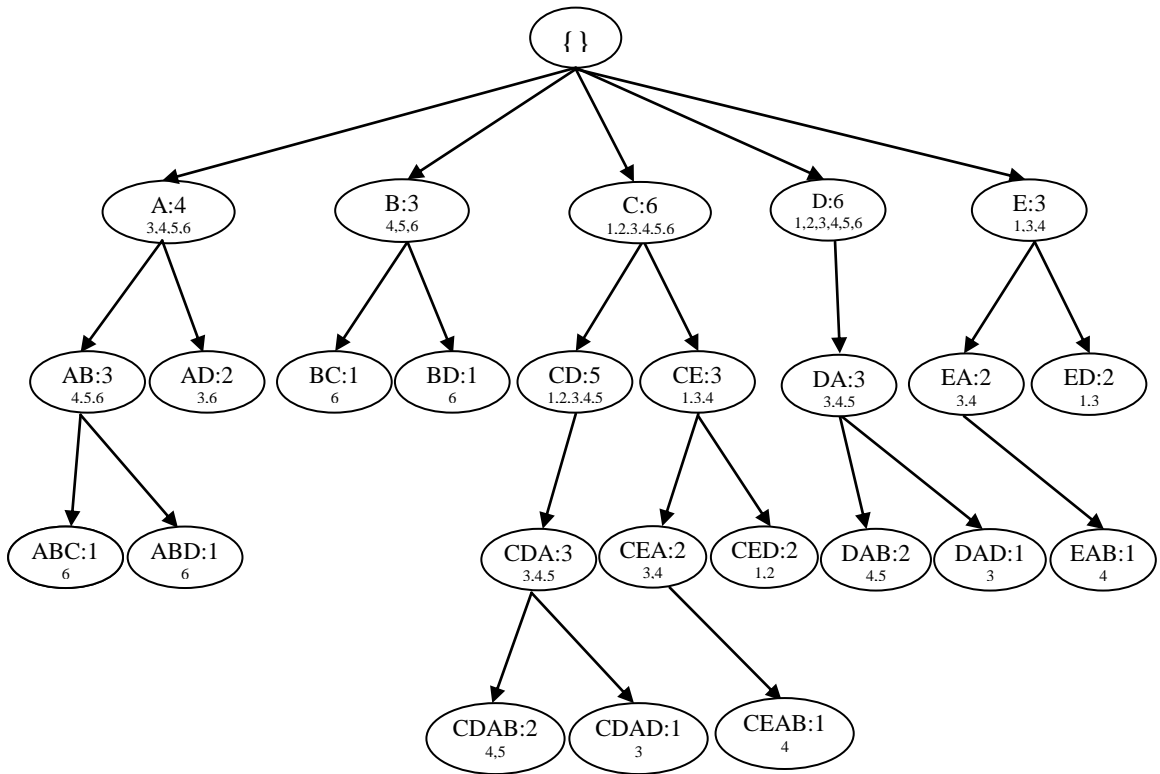 { }
A:4
3,4,5,6
B:3
4,5,6
C:6
1,2,3,4,5,6
D:6
1,2,3,4,5,6
E:3
1,3,4
AB:3
4,5,6
AD:2
3,6
BC:1
6
BD:1
6
CD:5
1,2,3,4,5
CE:3
1,3,4
DA:3
3,4,5
EA:2
3,4
ED:2
1,3
ABC:1
6
ABD:1
6
CDA:3
3,4,5
CEA:2
3,4
CED:2
1,2
DAB:2
4,5
DAD:1
3
EAB:1
4
CDAB:2
4,5
CDAD:1
3
CEAB:1
4